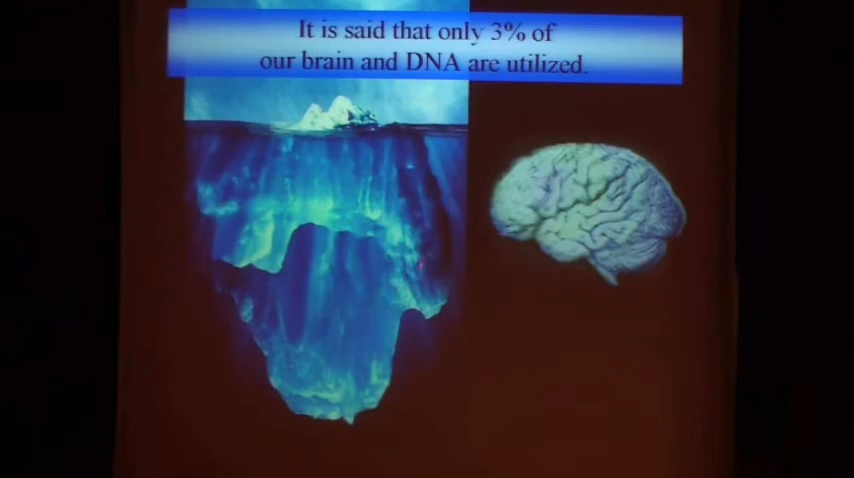 It is said that only 3% of
our brain and DNA are utilized.